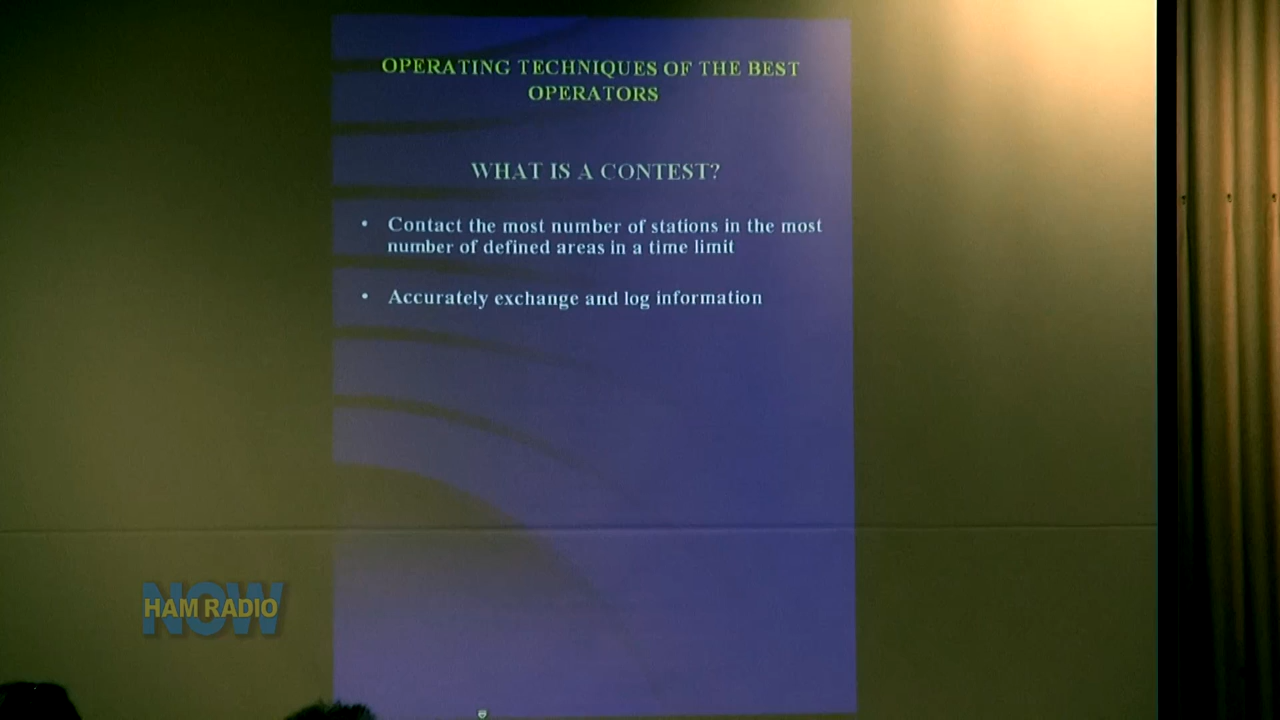 OPERATING TECHNIQUES OF THE BEST
OPERATORS
WHAT IS A CONTEST?
• Contact the most number of stations in the most
number of defined areas in a time limit
• Accurately exchange and log information
NOW
HAM RADIO